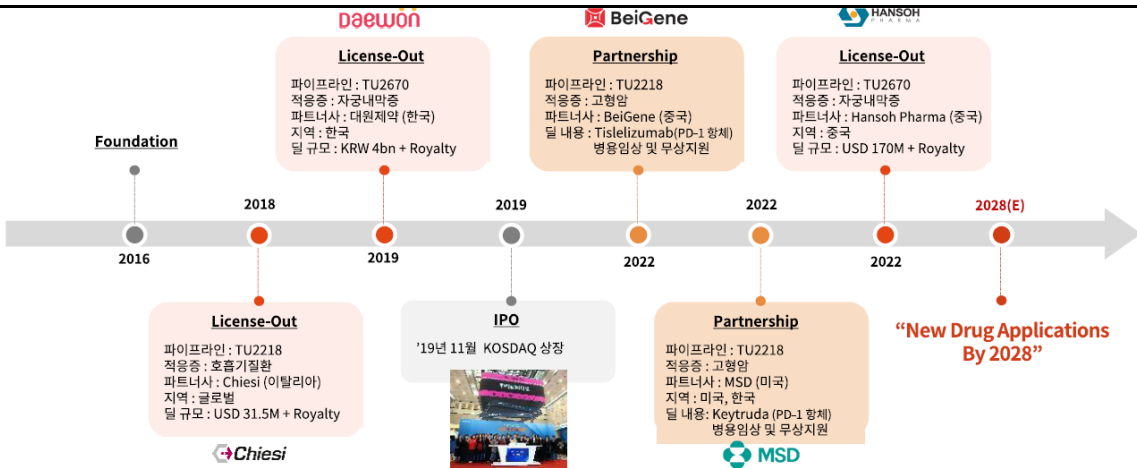 Foundation
2016
2018
License-Out
파이프라인 : TU2218
적응증 : 호흡기질환
파트너사 : Chiesi (이탈리아)
지역 : 글로벌
딜 규모 : USD 31.5M + Royalty
Chiesi
DAEWON
License-Out
파이프라인 : TU2670
적응증 : 자궁내막증
파트너사 : 대원제약 (한국)
지역 : 한국
딜 규모 : KRW 4bn + Royalty
2019
2019
IPO
'19년 11월 KOSDAQ 상장
BeiGene
Partnership
파이프라인 : TU2218
적응증 : 고형암
파트너사 : BeiGene (중국)
딜 내용 : Tislelizumab(PD-1 항체)
병용임상 및 무상지원
2022
2022
Partnership
파이프라인 : TU2218
적응증 : 고형암
파트너사 : MSD (미국)
지역 : 미국, 한국
딜 내용: Keytruda (PD-1 항체)
병용임상 및 무상지원
MSD
HANSOH
PHARMA
License-Out
파이프라인 : TU2670
적응증 : 자궁내막증
파트너사 : Hansoh Pharma (중국)
지역 : 중국
딜 규모 : USD 170M + Royalty
2022
2028(E)
“New Drug Applications
By 2028”